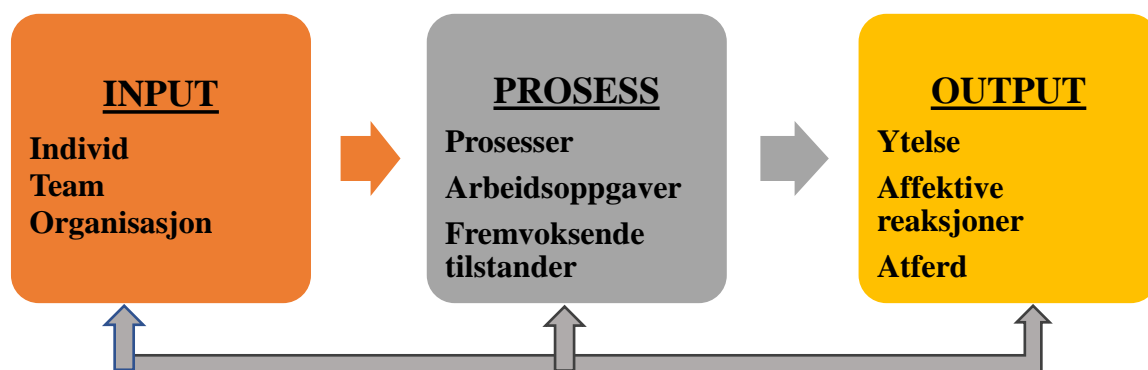 INPUT
Individ
Team
Organisasjon
PROSESS
Prosesser
Arbeidsoppgaver
Fremvoksende
tilstander
OUTPUT
Ytelse
Affektive
reaksjoner
Atferd